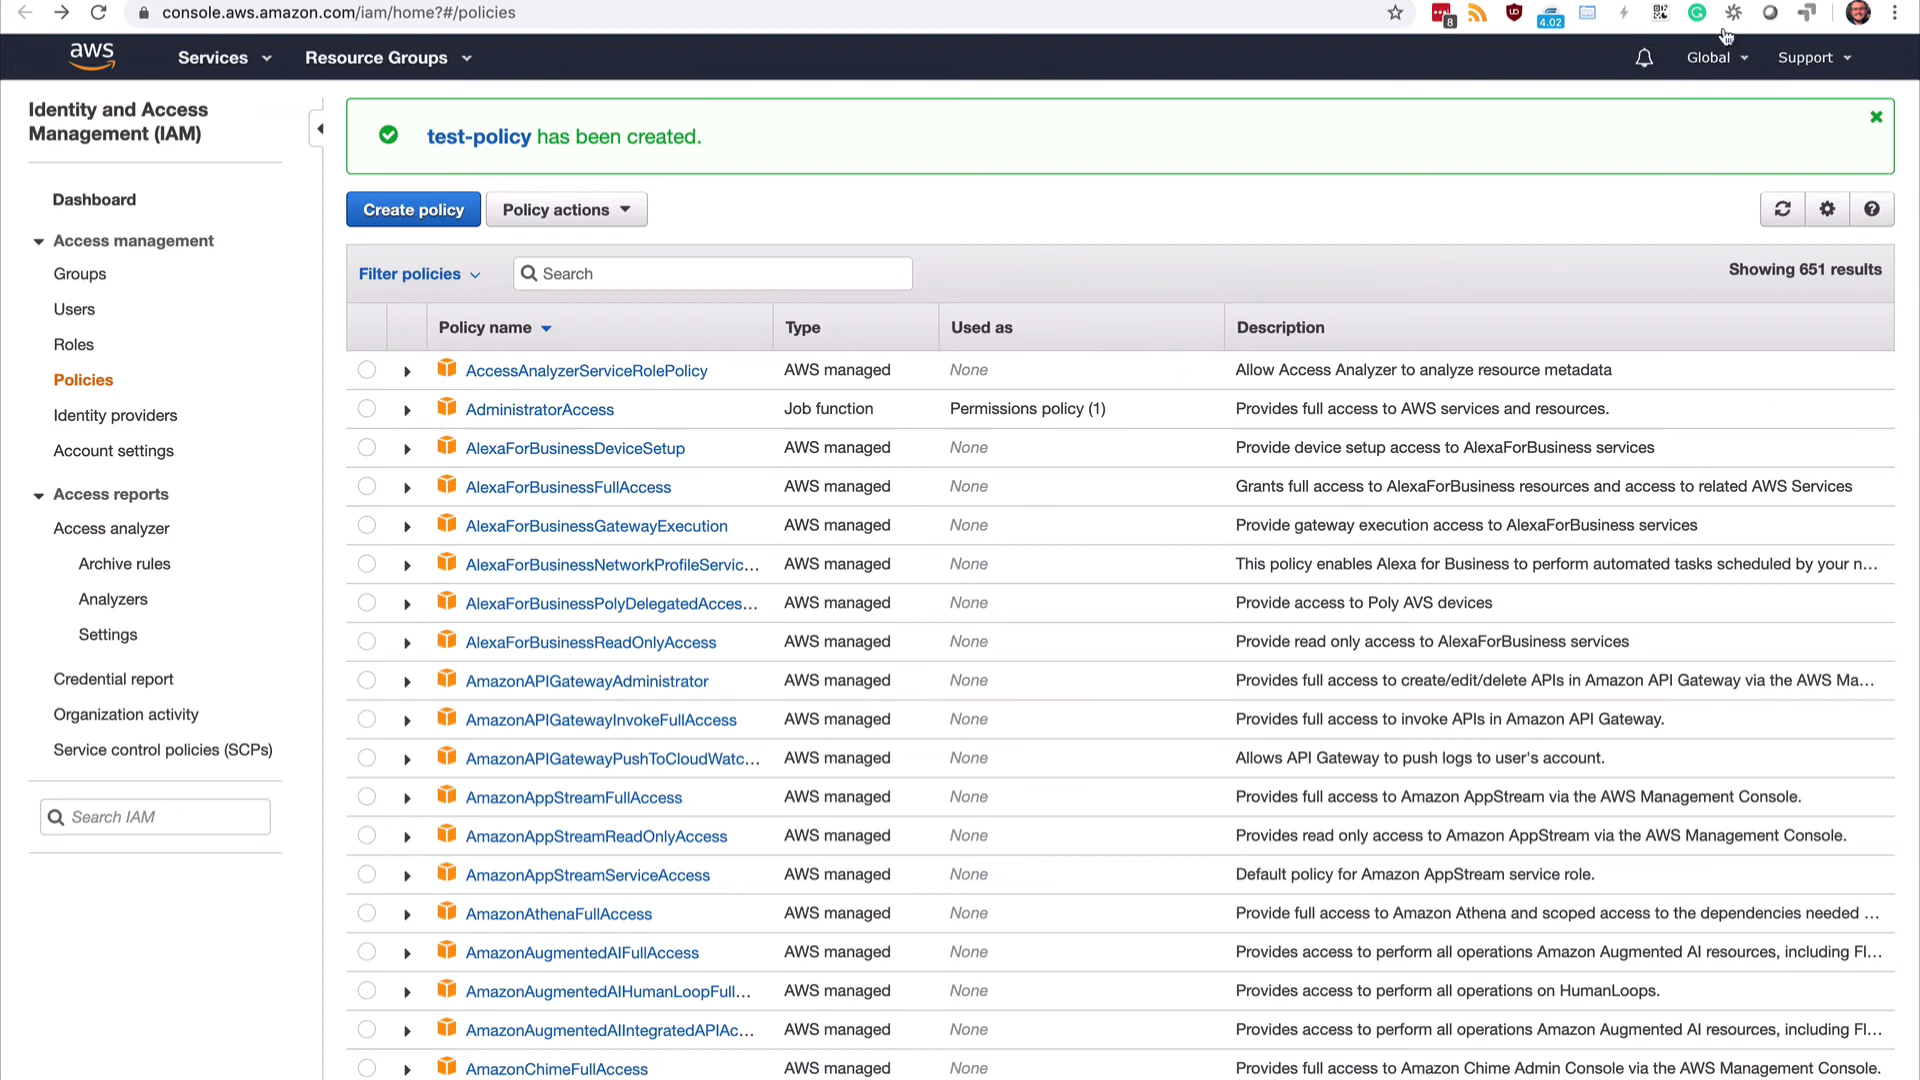 console.aws.amazon.com/iam/home?#/policies
8
4.02
aws
Services
Resource Groups
Global
Support
Identity and Access
Management (IAM)
Dashboard
Access management
Groups
Users
Roles
Policies
Identity providers
Account settings
Access reports
Access analyzer
Archive rules
Analyzers
Settings
Credential report
Organization activity
Service control policies (SCPs)
Search IAM
test-policy has been created.
Create policy
Policy actions
Filter policies
Search
Showing 651 results
Policy name Type Used as Description
AccessAnalyzerServiceRolePolicy AWS managed None Allow Access Analyzer to analyze resource metadata
AdministratorAccess Job function Permissions policy (1) Provides full access to AWS services and resources.
AlexaForBusinessDeviceSetup AWS managed None Provide device setup access to AlexaForBusiness services
AlexaForBusinessFullAccess AWS managed None Grants full access to AlexaForBusiness resources and access to related AWS Services
AlexaForBusinessGatewayExecution AWS managed None Provide gateway execution access to AlexaForBusiness services
AlexaForBusinessNetworkProfileServic... AWS managed None This policy enables Alexa for Business to perform automated tasks scheduled by your n...
AlexaForBusinessPolyDelegatedAcces... AWS managed None Provide access to Poly AVS devices
AlexaForBusinessReadOnlyAccess AWS managed None Provide read only access to AlexaForBusiness services
AmazonAPIGatewayAdministrator AWS managed None Provides full access to create/edit/delete APIs in Amazon API Gateway via the AWS Ma...
AmazonAPIGatewayInvokeFullAccess AWS managed None Provides full access to invoke APIs in Amazon API Gateway.
AmazonAPIGatewayPushToCloudWatc... AWS managed None Allows API Gateway to push logs to user's account.
AmazonAppStreamFullAccess AWS managed None Provides full access to Amazon AppStream via the AWS Management Console.
AmazonAppStreamReadOnlyAccess AWS managed None Provides read only access to Amazon AppStream via the AWS Management Console.
AmazonAppStreamServiceAccess AWS managed None Default policy for Amazon AppStream service role.
AmazonAthenaFullAccess AWS managed None Provide full access to Amazon Athena and scoped access to the dependencies needed ...
AmazonAugmentedAIFullAccess AWS managed None Provides access to perform all operations Amazon Augmented AI resources, including Fl...
AmazonAugmentedAIHumanLoopFull... AWS managed None Provides access to perform all operations on HumanLoops.
AmazonAugmentedAIIntegratedAPIAc... AWS managed None Provides access to perform all operations Amazon Augmented AI resources, including Fl...
AmazonChimeFullAccess AWS managed None Provides full access to Amazon Chime Admin Console via the AWS Management Console.